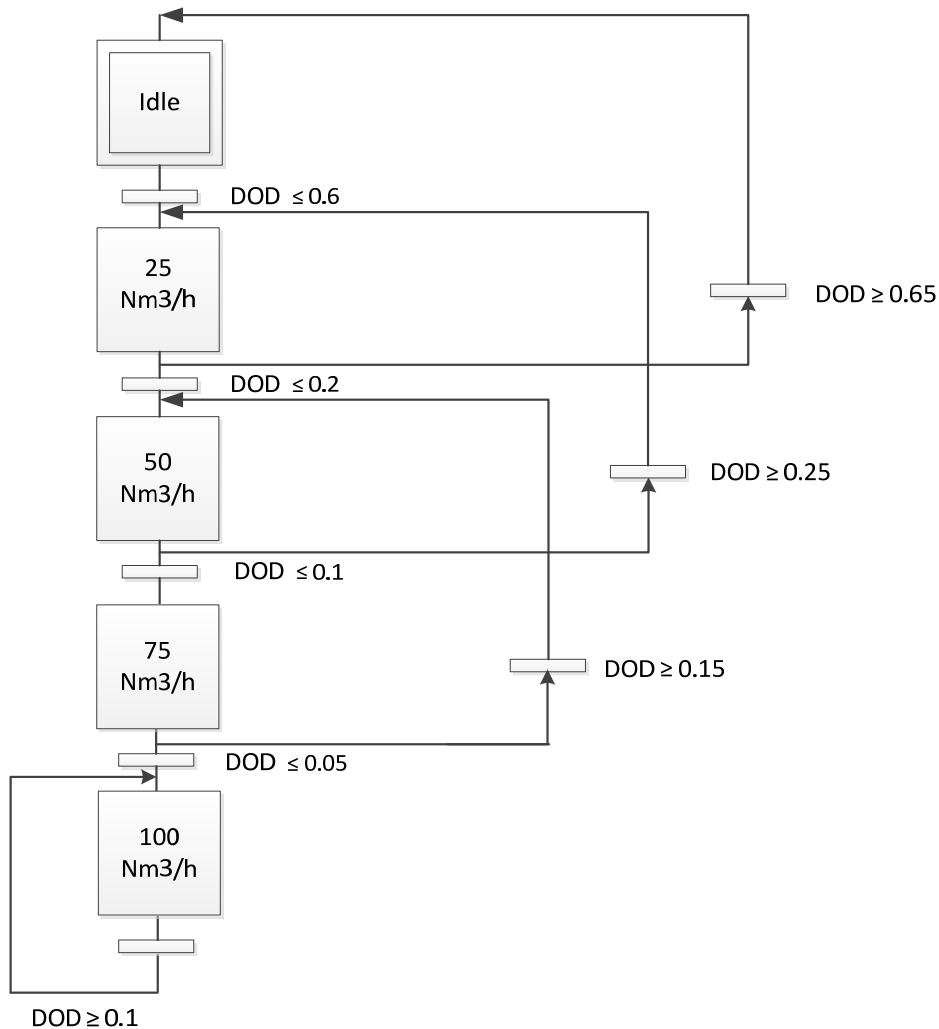 Idle
DOD ≤ 0.6
25
Nm3/h
DOD ≥ 0.65
DOD ≤ 0.2
50
Nm3/h
DOD ≥ 0.25
DOD ≤ 0.1
75
Nm3/h
DOD ≥ 0.15
DOD ≤ 0.05
100
Nm3/h
DOD ≥ 0.1